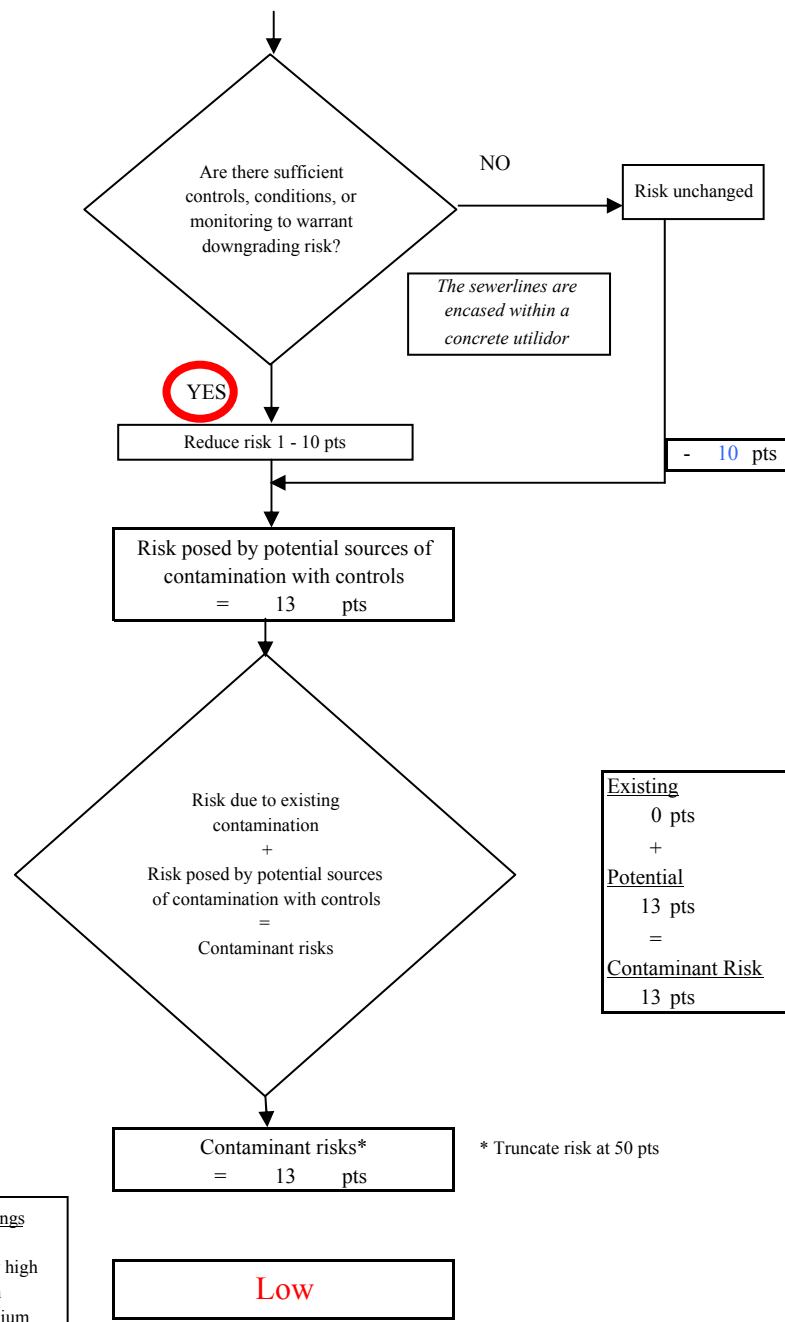 Are there sufficient
controls, conditions, or
monitoring to warrant
downgrading risk?
NO
Risk unchanged
The sewerlines are
encased within a
concrete utilidor
YES
Reduce risk 1 - 10 pts
- 10 pts
Risk posed by potential sources of
contamination with controls
= 13 pts
Risk due to existing
contamination
+
Risk posed by potential sources
of contamination with controls
=
Contaminant risks
Existing
0 pts
+
Potential
13 pts
=
Contaminant Risk
13 pts
Contaminant risks*
= 13 pts
* Truncate risk at 50 pts
ngs
high
Low